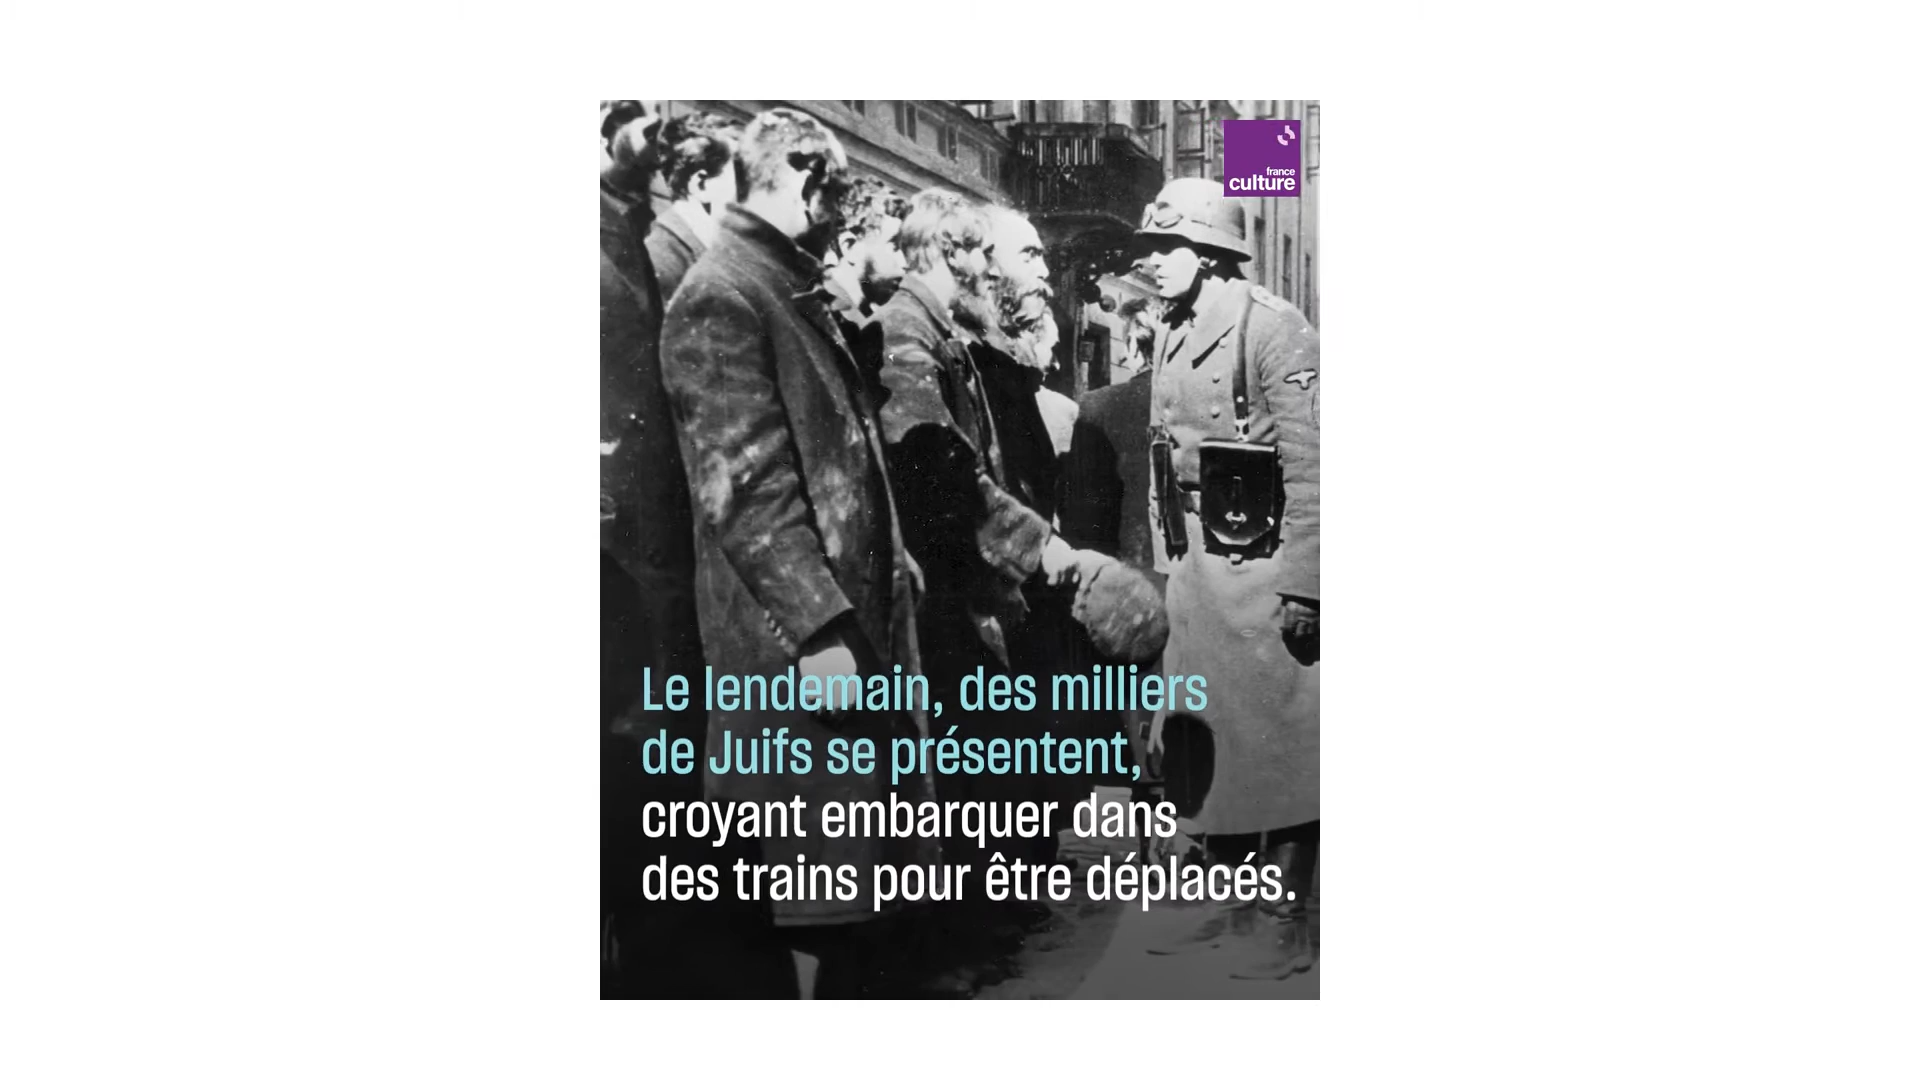 france
culture
Le lendemain, des milliers
de Juifs se présentent,
croyant embarquer dans
des trains pour être déplacés.